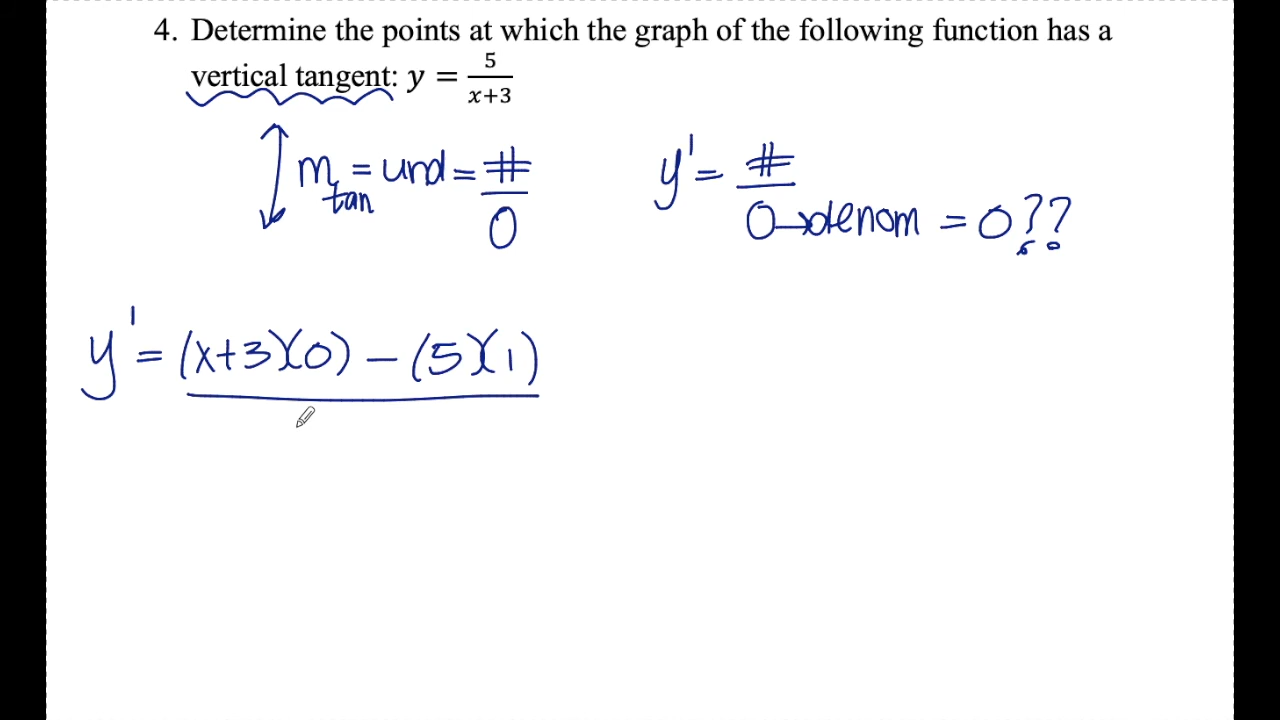 4. Determine the points at which the graph of the following function has a
vertical tangent: y = 5/(x+3)
m_tan = und = #/0
y' = #/0 → denom = 0??
y' = (x+3)(0) − (5)(1)